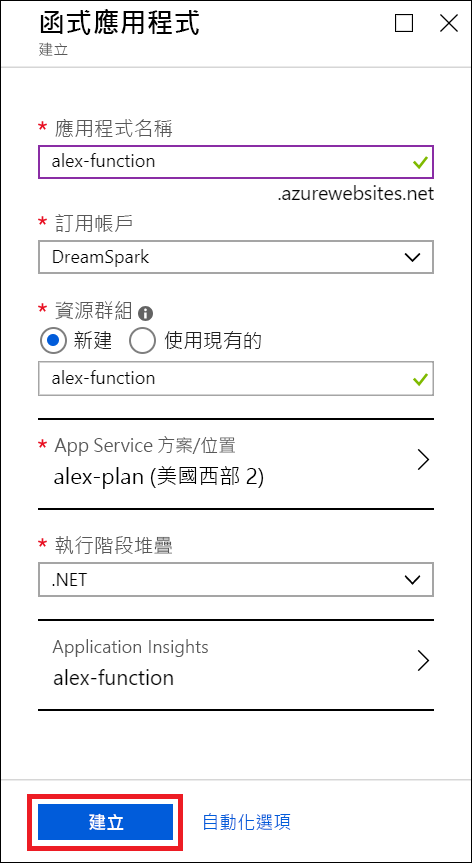 函式應用程式
建立
* 應用程式名稱
alex-function
.azurewebsites.net
* 訂用帳戶
DreamSpark
* 資源群組
新建 使用現有的
alex-function
* App Service 方案/位置
alex-plan (美國西部 2)
* 執行階段堆疊
.NET
Application Insights
alex-function
建立 自動化選項